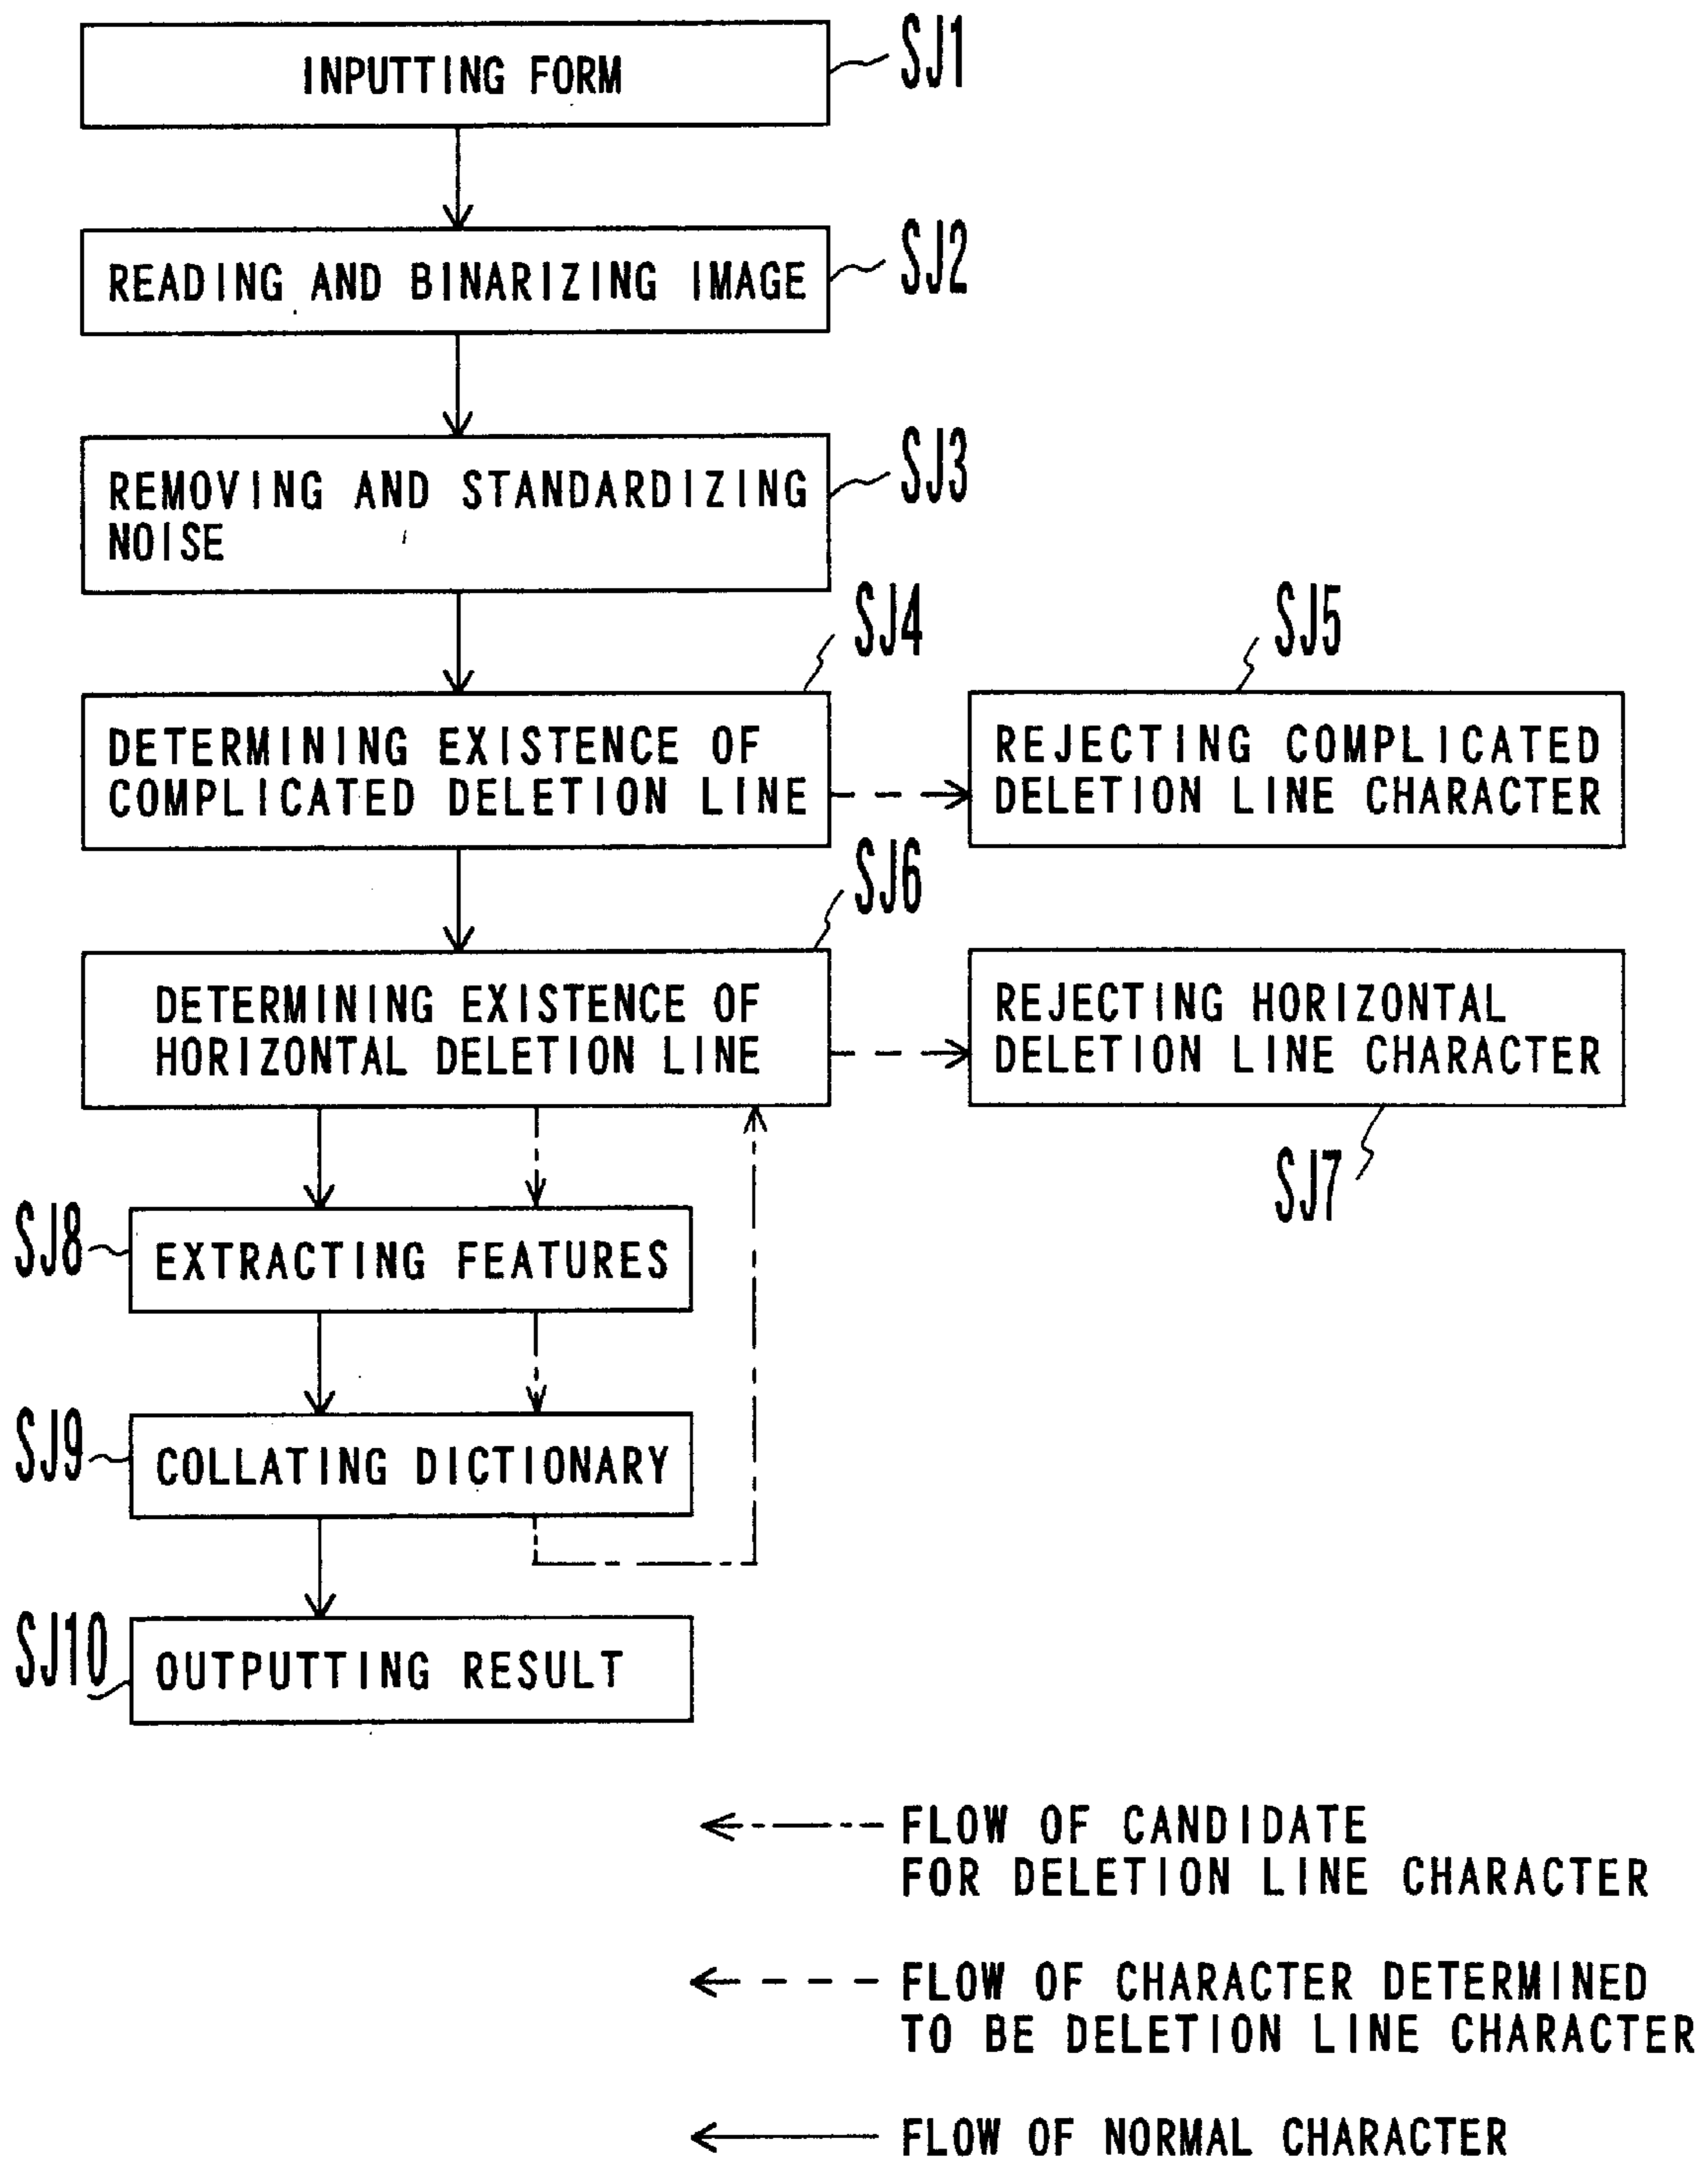 INPUTTING FORM
SJ1
READING AND BINARIZING IMAGE
SJ2
REMOVING AND STANDARDIZING
NOISE
SJ3
DETERMINING EXISTENCE OF
COMPLICATED DELETION LINE
SJ4
REJECTING COMPLICATED
DELETION LINE CHARACTER
SJ5
DETERMINING EXISTENCE OF
HORIZONTAL DELETION LINE
SJ6
REJECTING HORIZONTAL
DELETION LINE CHARACTER
SJ7
SJ8
EXTRACTING FEATURES
SJ9
COLLATING DICTIONARY
SJ10
OUTPUTTING RESULT
FLOW OF CANDIDATE
FOR DELETION LINE CHARACTER
FLOW OF CHARACTER DETERMINED
TO BE DELETION LINE CHARACTER
FLOW OF NORMAL CHARACTER